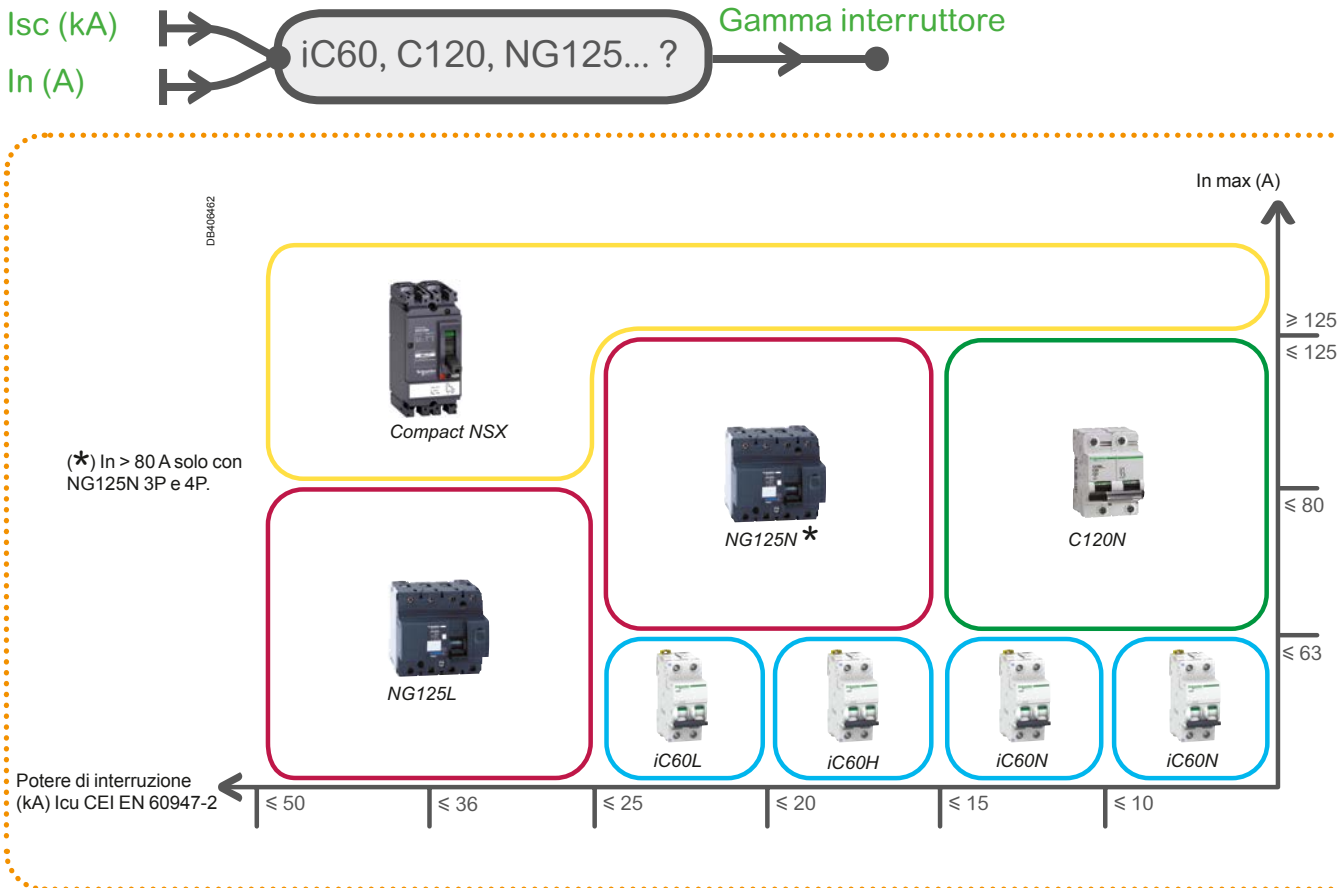 Isc (kA)
In (A)
iC60, C120, NG125... ?
Gamma interruttore
In max (A)
DB406462
⩾ 125
⩽ 125
Compact NSX
(*) In > 80 A solo con
NG125N 3P e 4P.
⩽ 80
NG125N *
C120N
⩽ 63
NG125L
iC60L
iC60H
iC60N
iC60N
Potere di interruzione
(kA) Icu CEI EN 60947-2
⩽ 50
⩽ 36
⩽ 25
⩽ 20
⩽ 15
⩽ 10